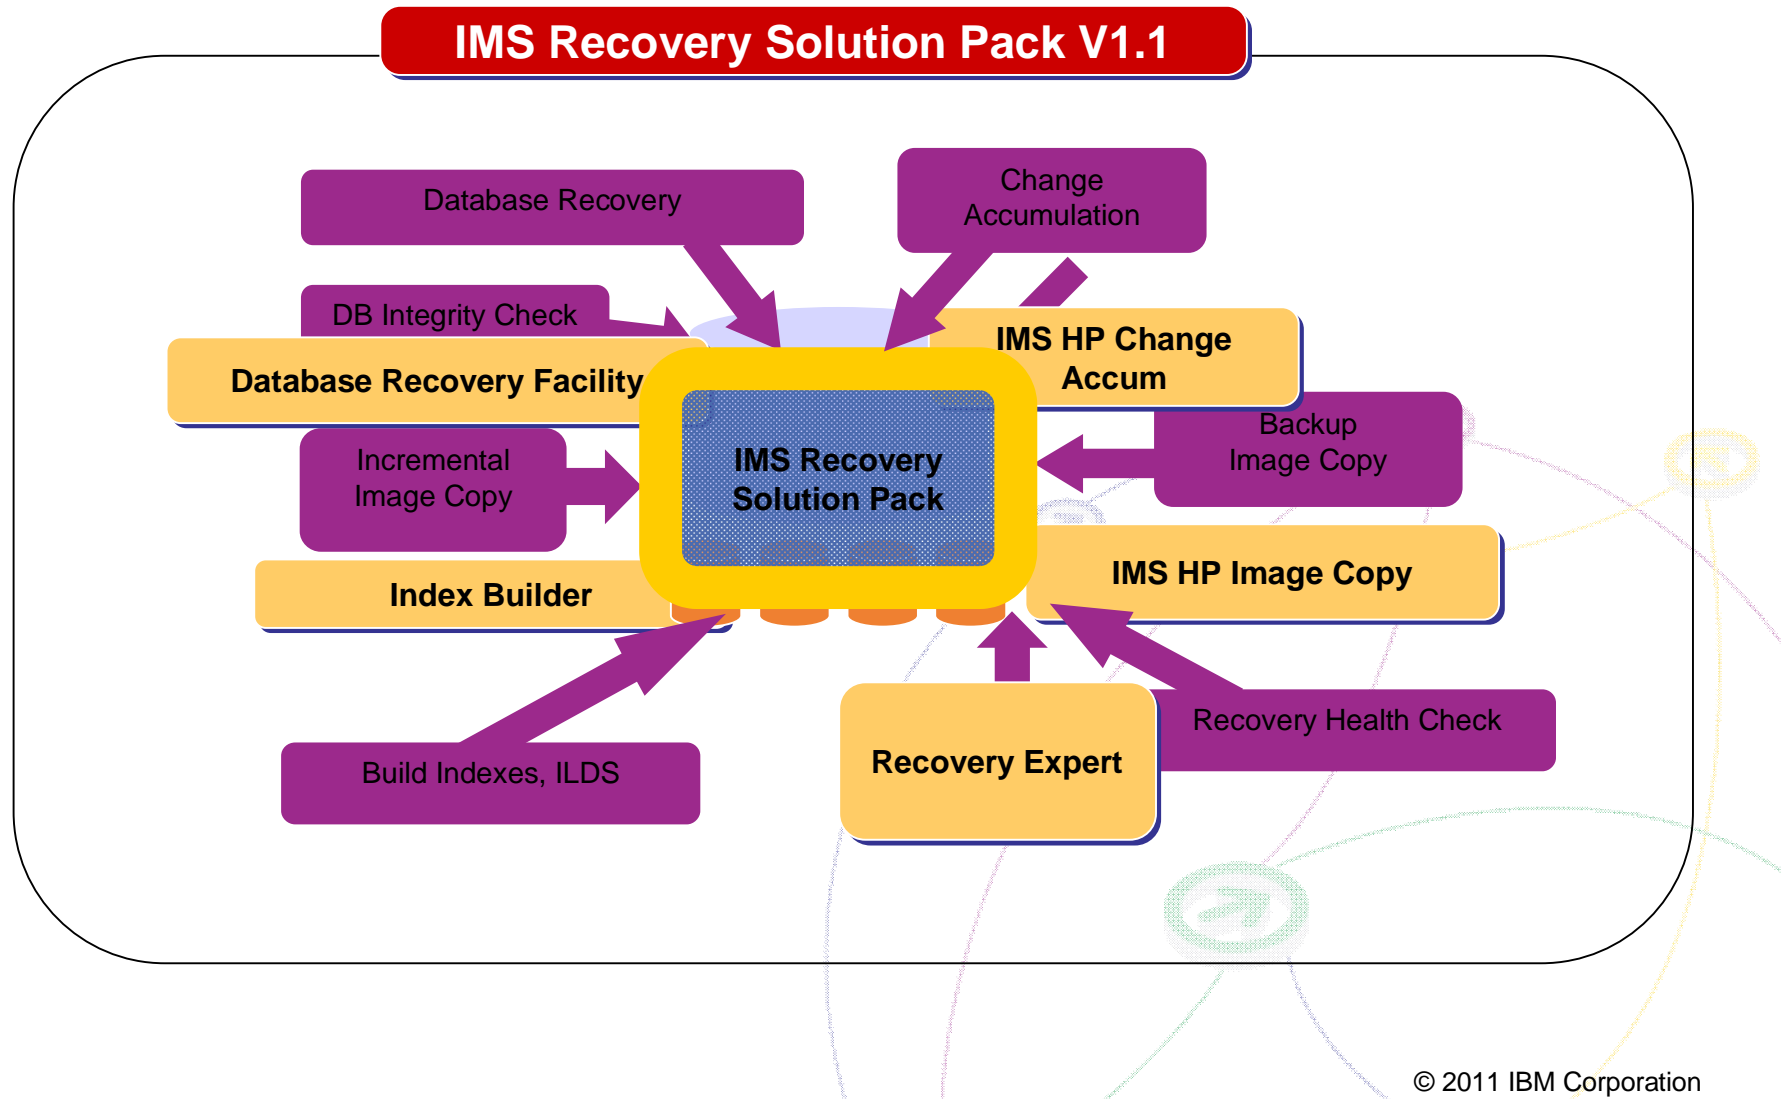 IMS Recovery Solution Pack V1.1
Database Recovery
Change
Accumulation
DB Integrity Check
IMS HP Change
Accum
Database Recovery Facility
Backup
Image Copy
Incremental
Image Copy
IMS Recovery
Solution Pack
IMS HP Image Copy
Index Builder
Recovery Health Check
Recovery Expert
Build Indexes, ILDS
© 2011 IBM Corporation